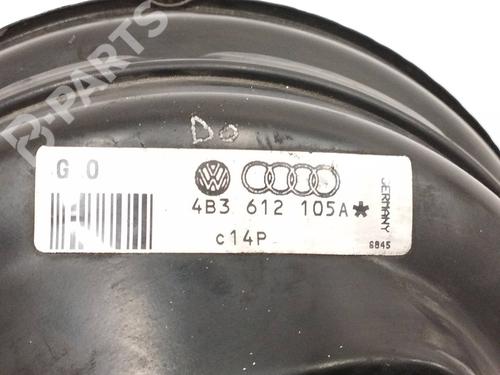 B-PARTS
Do
G 0
4B3 612 105A*
c14P
GERMANY
6845